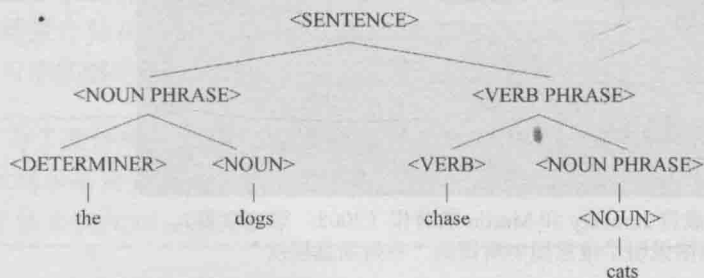 <SENTENCE>
<NOUN PHRASE> <VERB PHRASE>
<DETERMINER> <NOUN> <VERB> <NOUN PHRASE>
the dogs chase <NOUN>
cats